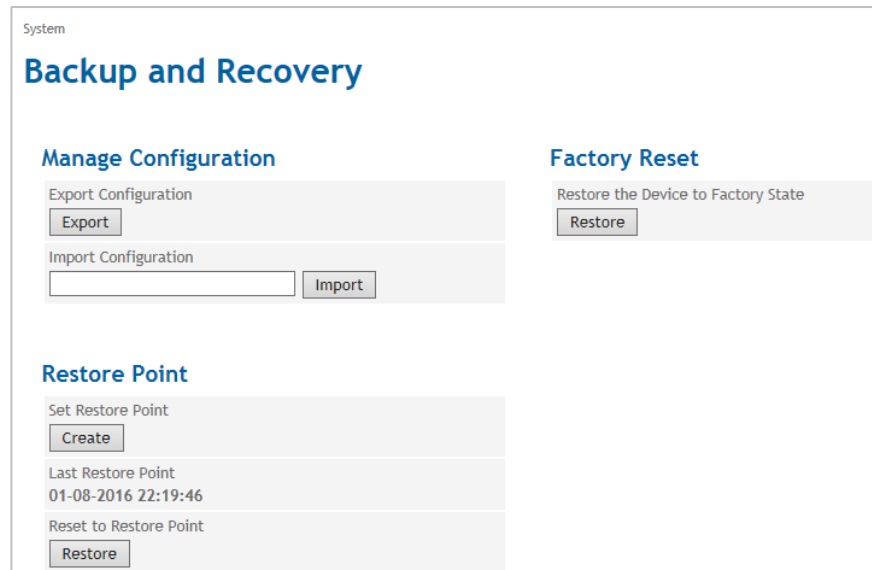 System
Backup and Recovery
Manage Configuration
Export Configuration
Export
Import Configuration
Import
Restore Point
Set Restore Point
Create
Last Restore Point
01-08-2016 22:19:46
Reset to Restore Point
Restore
Factory Reset
Restore the Device to Factory State
Restore